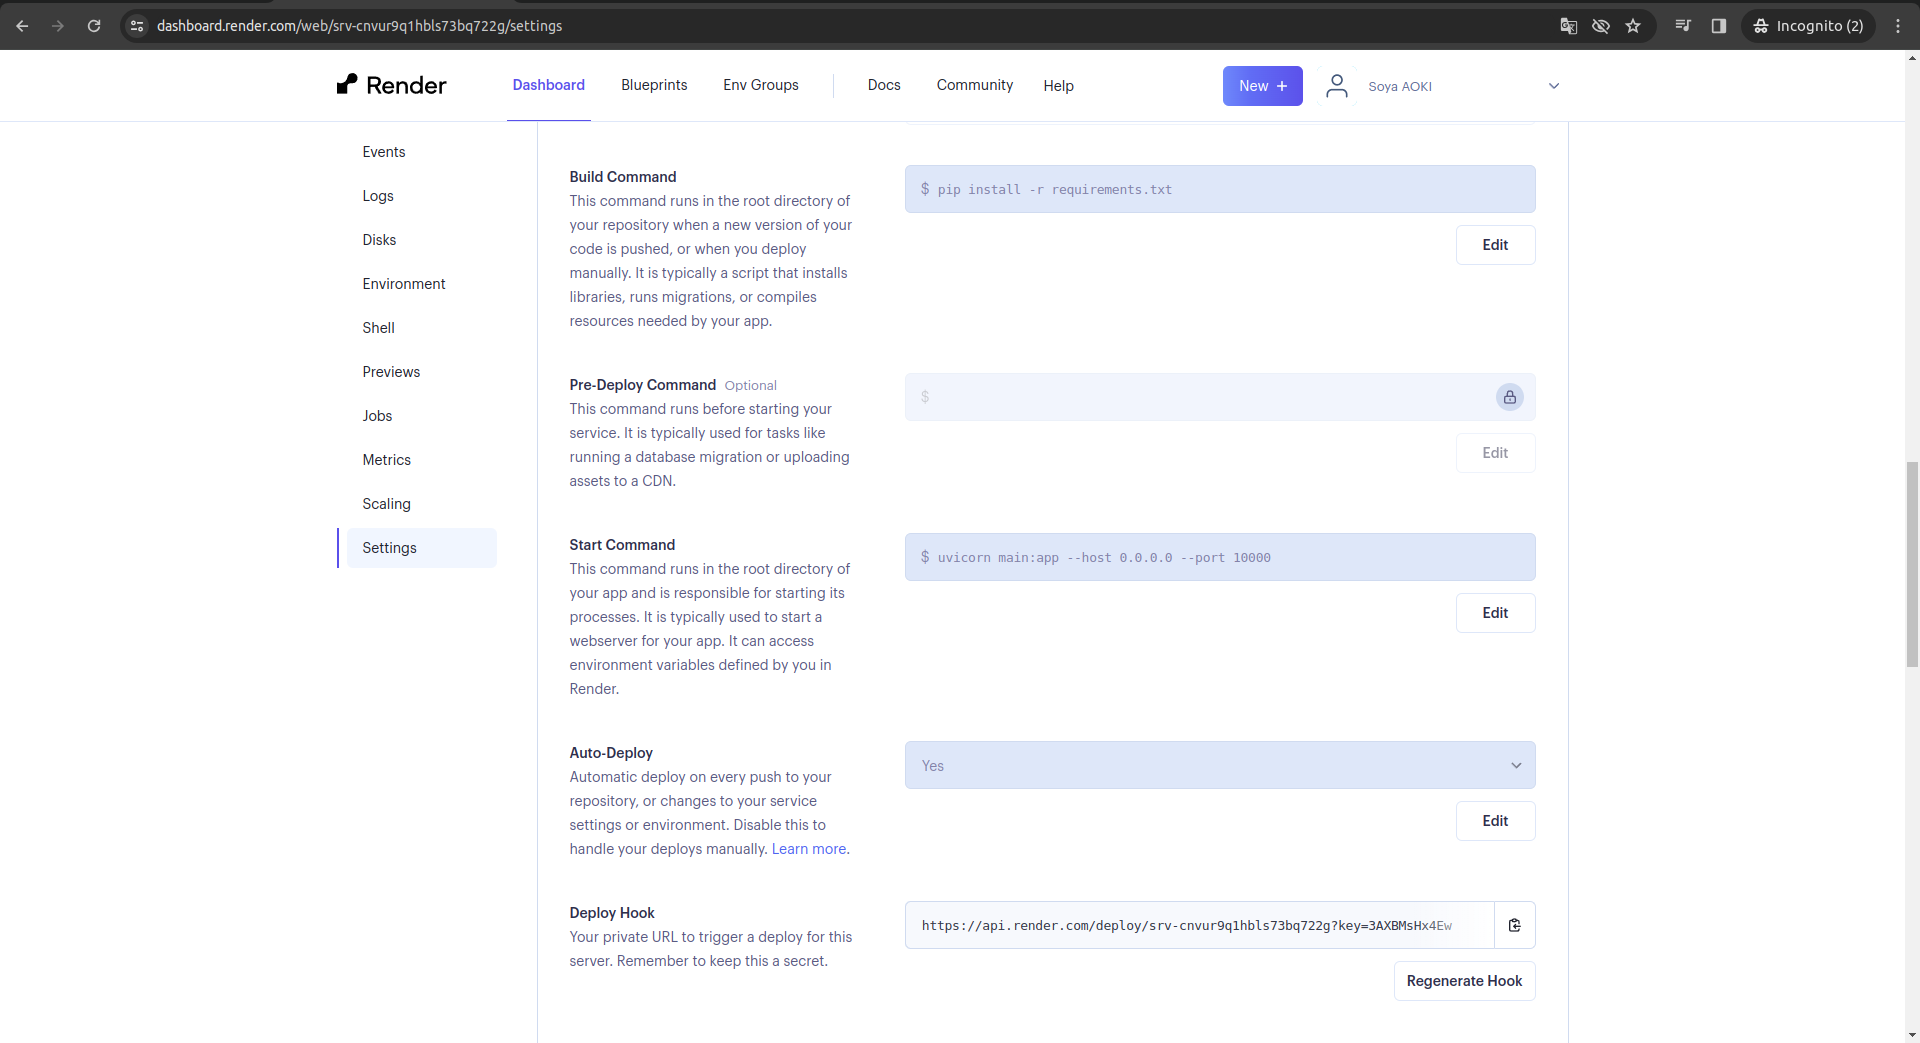 dashboard.render.com/web/srv-cnvur9q1hbls73bq722g/settings
Incognito (2)
Render
Dashboard
Blueprints
Env Groups
Docs
Community
Help
New +
Soya AOKI
Events
Logs
Disks
Environment
Shell
Previews
Jobs
Metrics
Scaling
Settings
Build Command
This command runs in the root directory of
your repository when a new version of your
code is pushed, or when you deploy
manually. It is typically a script that installs
libraries, runs migrations, or compiles
resources needed by your app.
$ pip install -r requirements.txt
Edit
Pre-Deploy Command Optional
This command runs before starting your
service. It is typically used for tasks like
running a database migration or uploading
assets to a CDN.
$
Edit
Start Command
This command runs in the root directory of
your app and is responsible for starting its
processes. It is typically used to start a
webserver for your app. It can access
environment variables defined by you in
Render.
$ uvicorn main:app --host 0.0.0.0 --port 10000
Edit
Auto-Deploy
Automatic deploy on every push to your
repository, or changes to your service
settings or environment. Disable this to
handle your deploys manually. Learn more.
Yes
Edit
Deploy Hook
Your private URL to trigger a deploy for this
server. Remember to keep this a secret.
https://api.render.com/deploy/srv-cnvur9q1hbls73bq722g?key=3AXBMsHx4Ew
Regenerate Hook